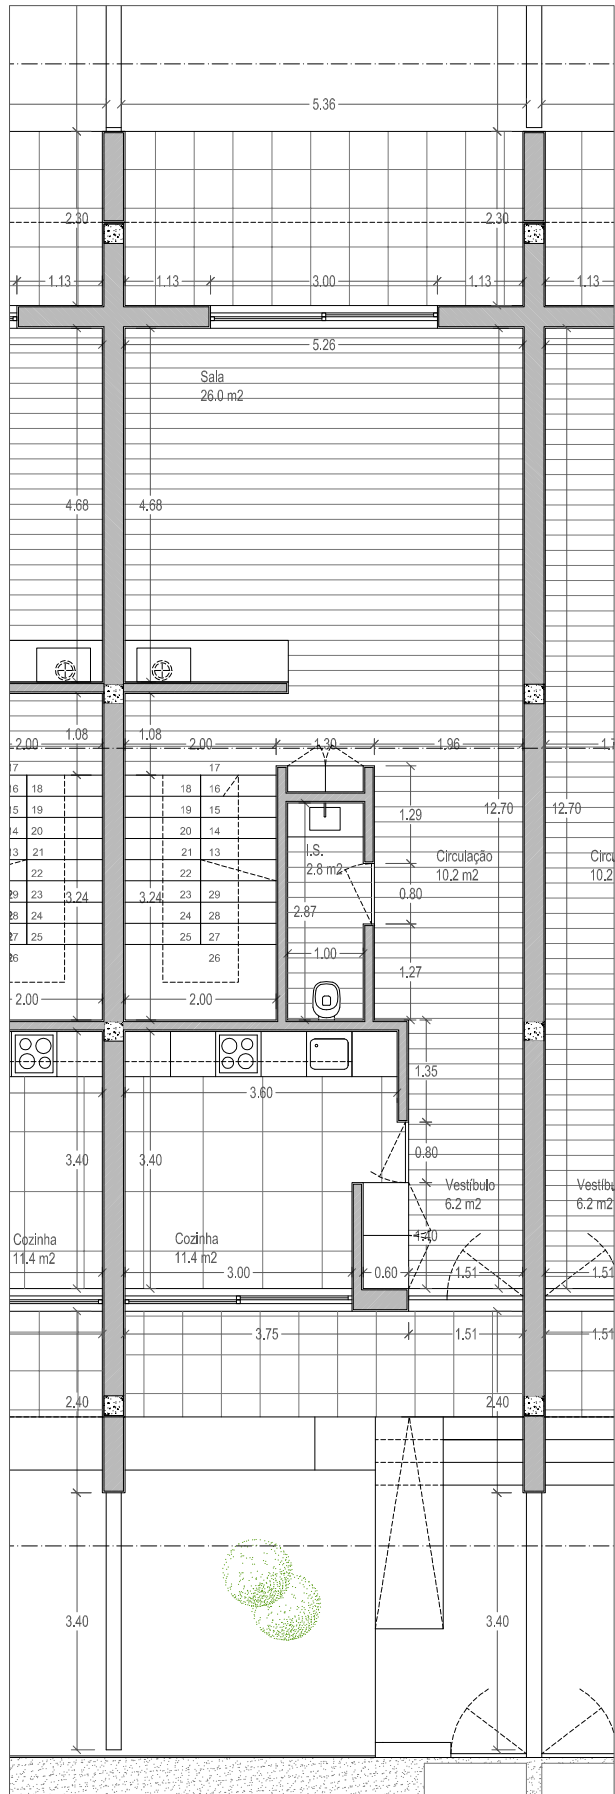 5.36
2.30 2.30
1.13 1.13 3.00 1.13 1.13
5.26
Sala
26.0 m2
4.68 4.68
1.08 1.08
2.00 2.00 1.30 1.96
17 17
16 18 18 16
15 19 19 15
14 20 20 14
13 21 21 13
22 22
29 23 23 29
28 24 24 28
27 25 25 27
26 26
3.24 3.24
I.S.
2.8 m2
2.87
1.00
1.29
12.70 12.70
Circulação
10.2 m2
0.80
1.27
2.00 2.00
1.35
3.60
0.80
3.40 3.40
Vestíbulo
6.2 m2 6.2 m2
Cozinha Cozinha
11.4 m2 11.4 m2
1.40
3.00 0.60 1.51 1.51
3.75 1.51 1.51
2.40 2.40
3.40 3.40